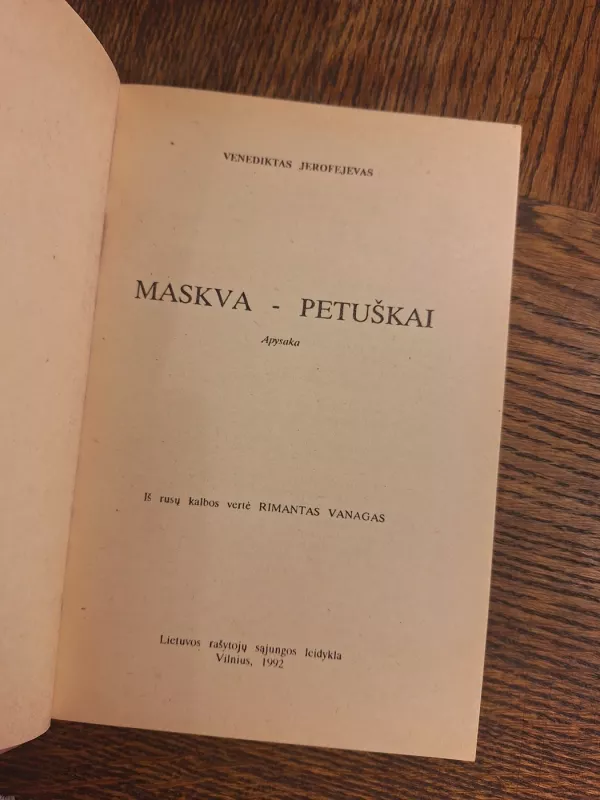 VENEDIKTAS JEROFEJEVAS
MASKVA - PETUŠKAI
Apysaka
Iš rusų kalbos vertė RIMANTAS VANAGAS
Lietuvos rašytojų sąjungos leidykla
Vilnius, 1992